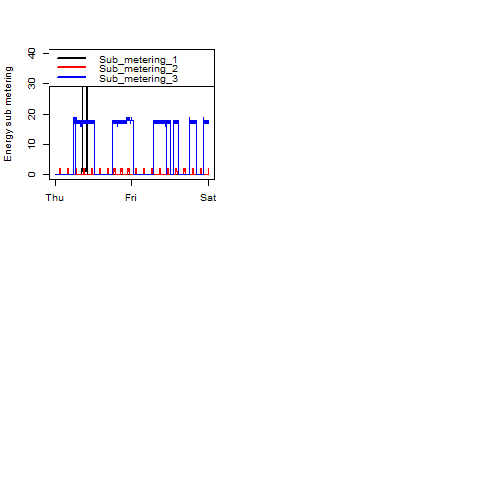 Sub_metering_1
Sub_metering_2
Sub_metering_3
Energy sub metering
40
30
20
10
0
Thu Fri Sat